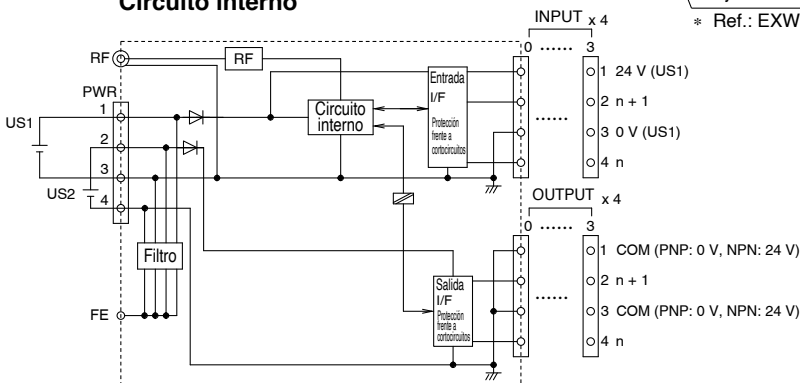 Circuito interno
* Ref.: EXW
INPUT x 4
0 ...... 3
RF
RF
PWR
1
2
3
4
US1
US2
Circuito
interno
Entrada
I/F
Protección
frente a
cortocircuitos
......
1 24 V (US1)
2 n + 1
3 0 V (US1)
4 n
OUTPUT x 4
0 ...... 3
Filtro
FE
Salida
I/F
Protección
frente a
cortocircuitos
......
1 COM (PNP: 0 V, NPN: 24 V)
2 n + 1
3 COM (PNP: 0 V, NPN: 24 V)
4 n